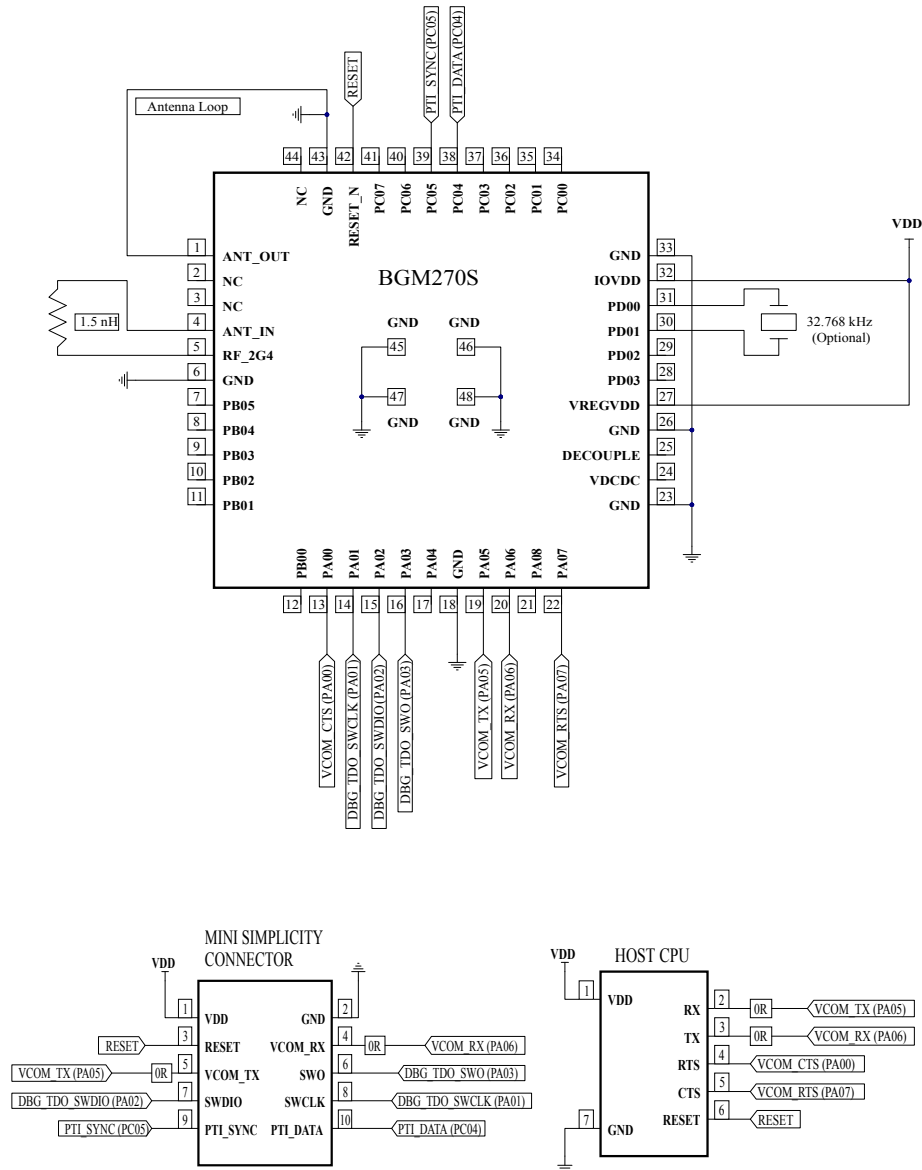 RESET
PTI_SYNC (PC05)
PTI_DATA (PC04)
Antenna Loop
44 43 42 41 40 39 38 37 36 35 34
NC GND RESET_N PC07 PC06 PC05 PC04 PC03 PC02 PC01 PC00
BGM270S
VDD
1 ANT_OUT
2 NC
3 NC
4 ANT_IN
5 RF_2G4
6 GND
7 PB05
8 PB04
9 PB03
10 PB02
11 PB01
1.5 nH
GND GND
45 46
47 48
GND GND
GND 33
IOVDD 32
PD00 31
PD01 30
PD02 29
PD03 28
VREGVDD 27
GND 26
DECOUPLE 25
VDCDC 24
GND 23
32.768 kHz
(Optional)
PB00 PA00 PA01 PA02 PA03 PA04 GND PA05 PA06 PA08 PA07
12 13 14 15 16 17 18 19 20 21 22
VCOM_CTS (PA00)
DBG_TDO_SWCLK (PA01)
DBG_TDO_SWDIO (PA02)
DBG_TDO_SWO (PA03)
VCOM_TX (PA05)
VCOM_RX (PA06)
VCOM_RTS (PA07)
MINI SIMPLICITY
CONNECTOR
VDD
1 VDD GND 2
RESET 3 RESET VCOM_RX 4 0R VCOM_RX (PA06)
VCOM_TX (PA05) 0R 5 VCOM_TX SWO 6 DBG_TDO_SWO (PA03)
DBG_TDO_SWDIO (PA02) 7 SWDIO SWCLK 8 DBG_TDO_SWCLK (PA01)
PTI_SYNC (PC05) 9 PTI_SYNC PTI_DATA 10 PTI_DATA (PC04)
HOST CPU
VDD
1 VDD
RX 2 0R VCOM_TX (PA05)
TX 3 0R VCOM_RX (PA06)
RTS 4 VCOM_CTS (PA00)
CTS 5 VCOM_RTS (PA07)
7 GND RESET 6 RESET